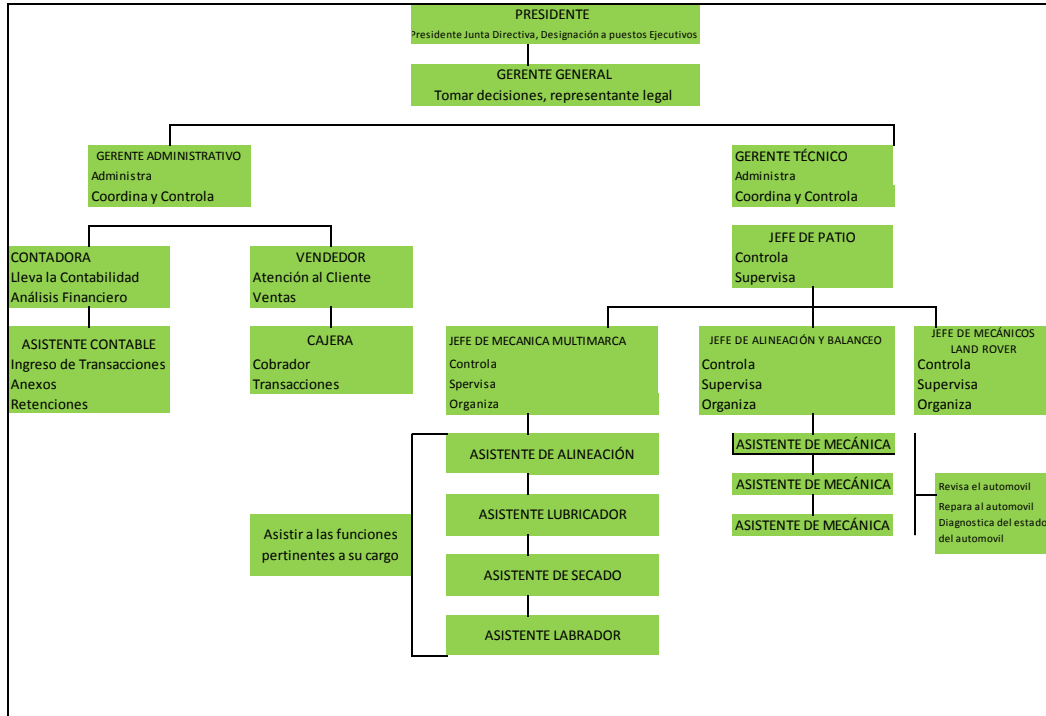 PRESIDENTE
Presidente Junta Directiva, Designación a puestos Ejecutivos
GERENTE GENERAL
Tomar decisiones, representante legal
GERENTE ADMINISTRATIVO
Administra
Coordina y Controla
GERENTE TÉCNICO
Administra
Coordina y Controla
CONTADORA
Lleva la Contabilidad
Análisis Financiero
VENDEDOR
Atención al Cliente
Ventas
JEFE DE PATIO
Controla
Supervisa
ASISTENTE CONTABLE
Ingreso de Transacciones
Anexos
Retenciones
CAJERA
Cobrador
Transacciones
JEFE DE MECANICA MULTIMARCA
Controla
Spervisa
Organiza
JEFE DE ALINEACIÓN Y BALANCEO
Controla
Supervisa
Organiza
JEFE DE MECÁNICOS
LAND ROVER
Controla
Supervisa
Organiza
Asistir a las funciones
pertinentes a su cargo
ASISTENTE DE ALINEACIÓN
ASISTENTE LUBRICADOR
ASISTENTE DE SECADO
ASISTENTE LABRADOR
ASISTENTE DE MECÁNICA
ASISTENTE DE MECÁNICA
ASISTENTE DE MECÁNICA
Revisa el automovil
Repara al automovil
Diagnostica del estado
del automovil